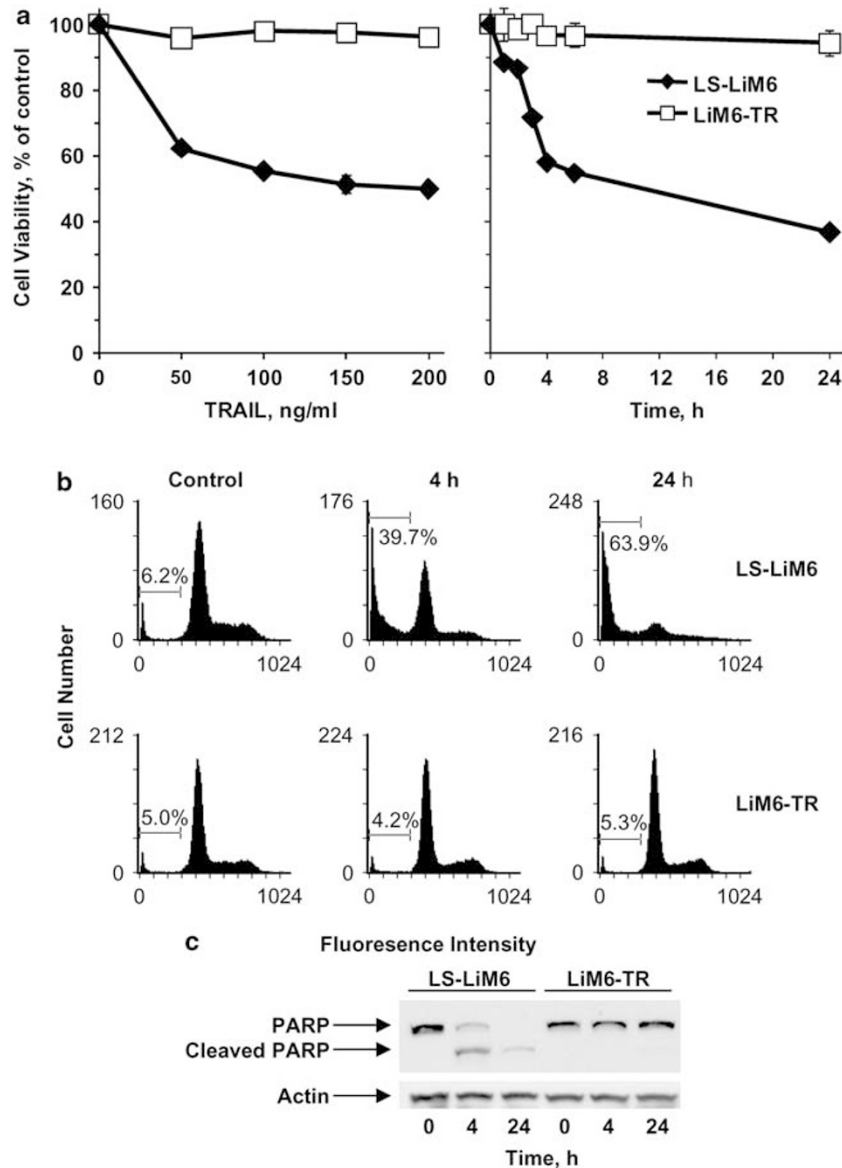 a
100
80
60
40
20
0
Cell Viability, % of control
0 50 100 150 200
TRAIL, ng/ml
LS-LiM6
LiM6-TR
0 4 8 12 16 20 24
Time, h
b
Control 4 h 24 h
160 176 248
6.2% 39.7% 63.9%
LS-LiM6
0 0 0
0 1024 0 1024 0 1024
Cell Number
212 224 216
5.0% 4.2% 5.3%
LiM6-TR
0 0 0
0 1024 0 1024 0 1024
Fluoresence Intensity
c
LS-LiM6 LiM6-TR
PARP
Cleaved PARP
Actin
0 4 24 0 4 24
Time, h